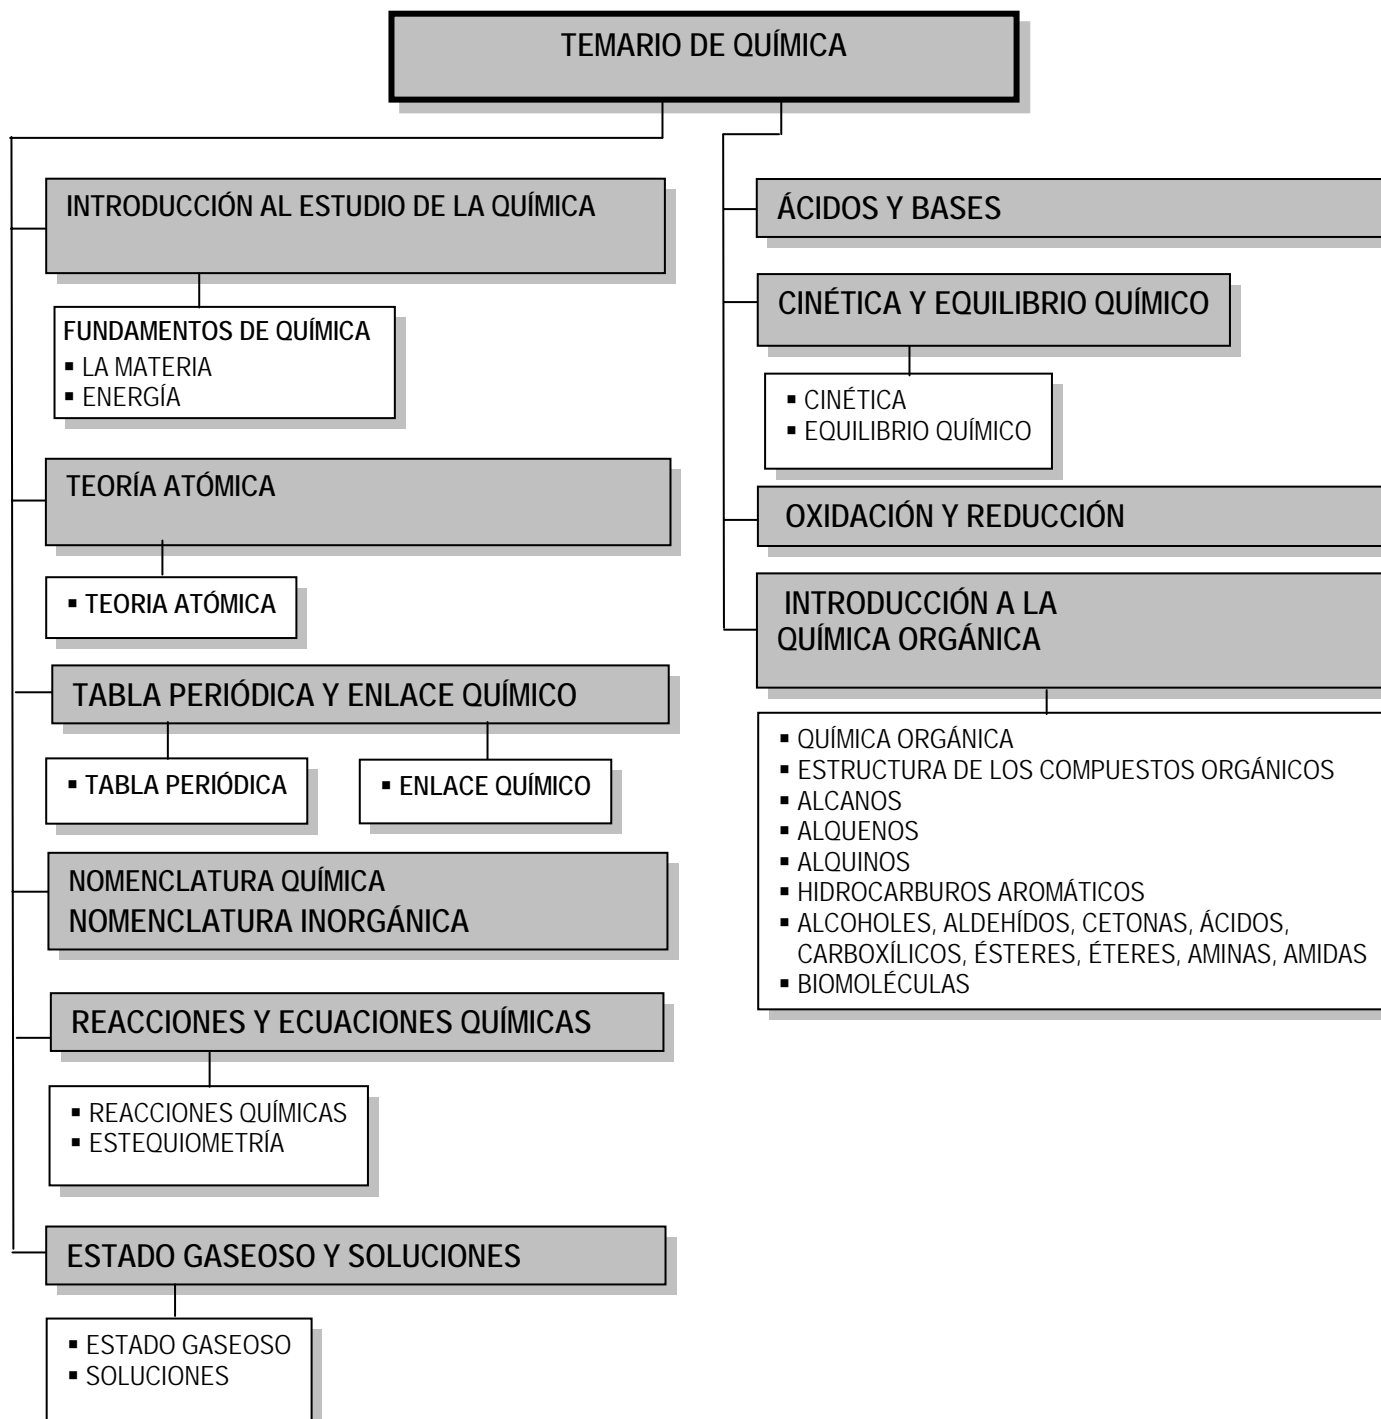 TEMARIO DE QUÍMICA
INTRODUCCIÓN AL ESTUDIO DE LA QUÍMICA
FUNDAMENTOS DE QUÍMICA
▪ LA MATERIA
▪ ENERGÍA
TEORÍA ATÓMICA
▪ TEORIA ATÓMICA
TABLA PERIÓDICA Y ENLACE QUÍMICO
▪ TABLA PERIÓDICA
▪ ENLACE QUÍMICO
NOMENCLATURA QUÍMICA
NOMENCLATURA INORGÁNICA
REACCIONES Y ECUACIONES QUÍMICAS
▪ REACCIONES QUÍMICAS
▪ ESTEQUIOMETRÍA
ESTADO GASEOSO Y SOLUCIONES
▪ ESTADO GASEOSO
▪ SOLUCIONES
ÁCIDOS Y BASES
CINÉTICA Y EQUILIBRIO QUÍMICO
▪ CINÉTICA
▪ EQUILIBRIO QUÍMICO
OXIDACIÓN Y REDUCCIÓN
INTRODUCCIÓN A LA
QUÍMICA ORGÁNICA
▪ QUÍMICA ORGÁNICA
▪ ESTRUCTURA DE LOS COMPUESTOS ORGÁNICOS
▪ ALCANOS
▪ ALQUENOS
▪ ALQUINOS
▪ HIDROCARBUROS AROMÁTICOS
▪ ALCOHOLES, ALDEHÍDOS, CETONAS, ÁCIDOS,
CARBOXÍLICOS, ÉSTERES, ÉTERES, AMINAS, AMIDAS
▪ BIOMOLÉCULAS